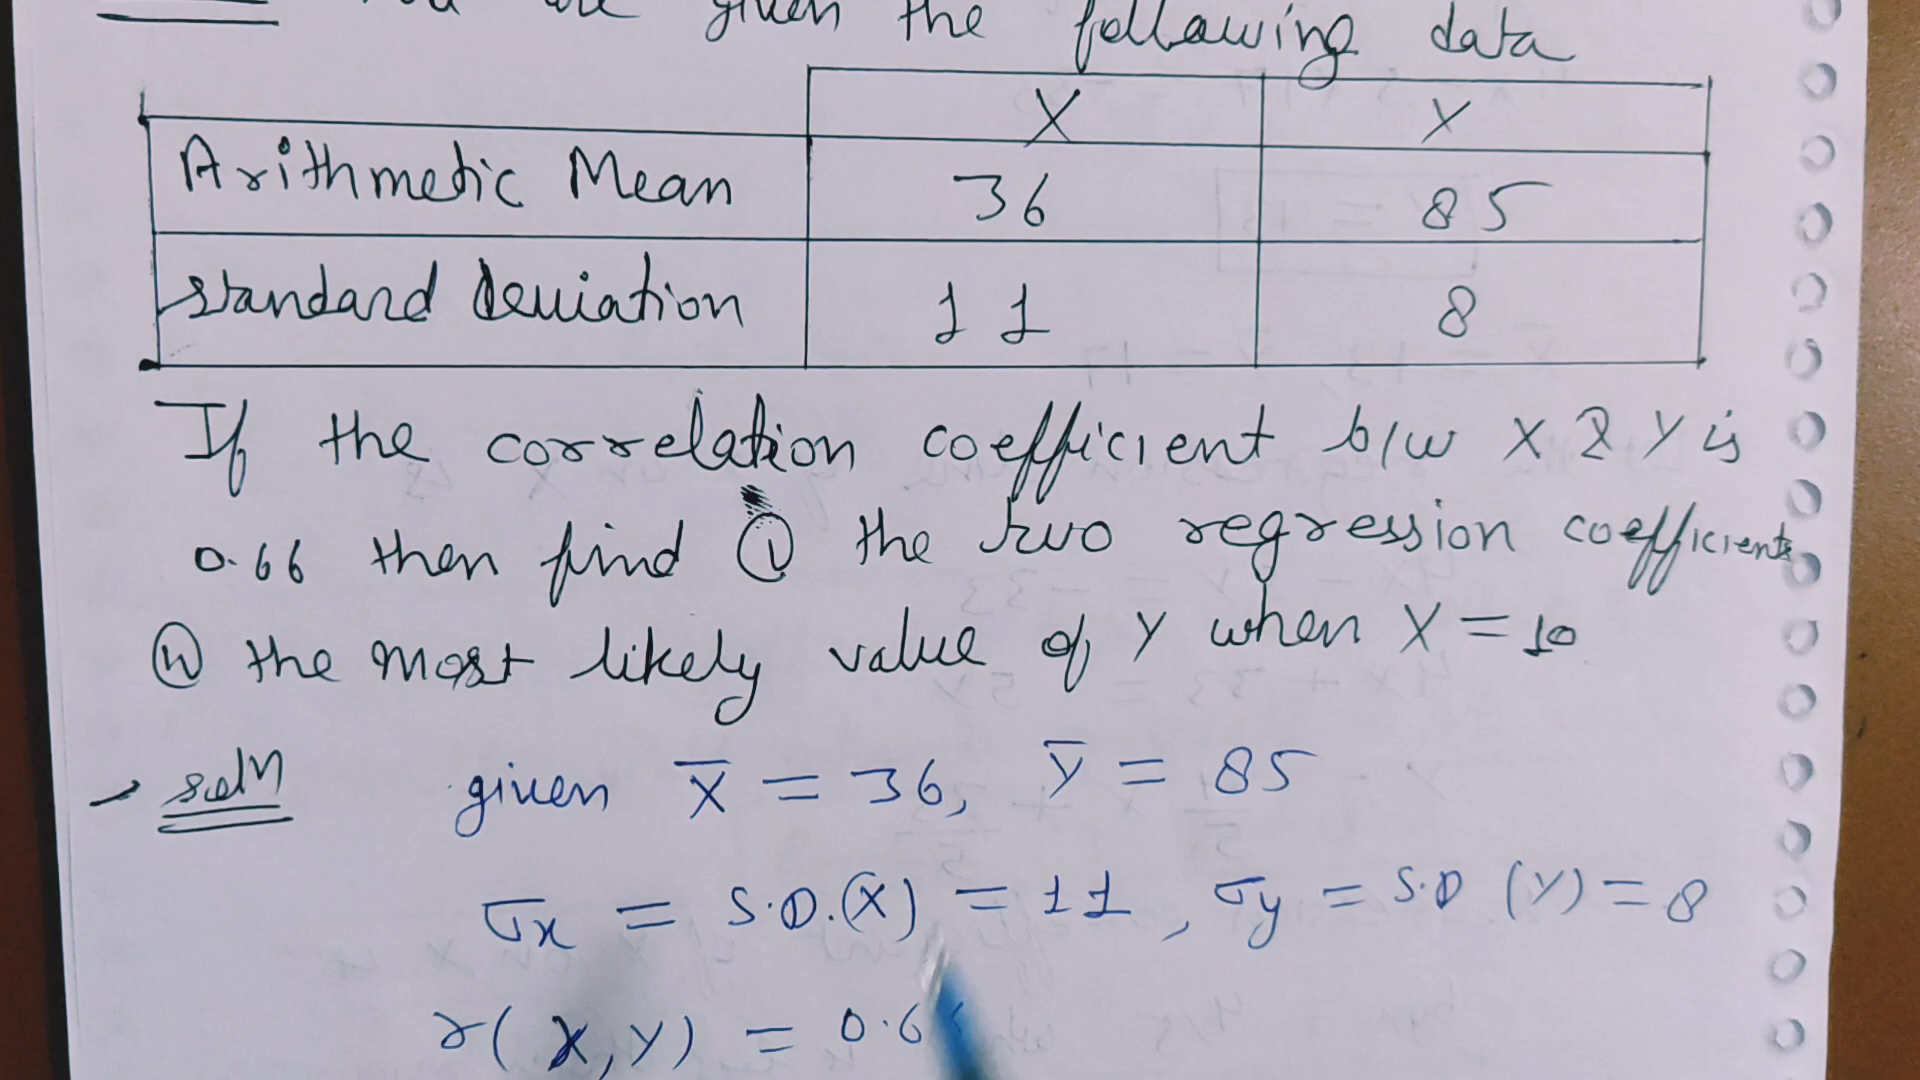 You are given the following data
X Y
Arithmetic Mean 36 85
standard deviation 11 8
If the correlation coefficient b/w X & Y is
0.66 then find (i) the two regression coefficients
(ii) the most likely value of Y when X = 10
soln given X̅ = 36, Y̅ = 85
σx = S.D.(X) = 11, σy = S.D (Y) = 8
r(X,Y) = 0.6